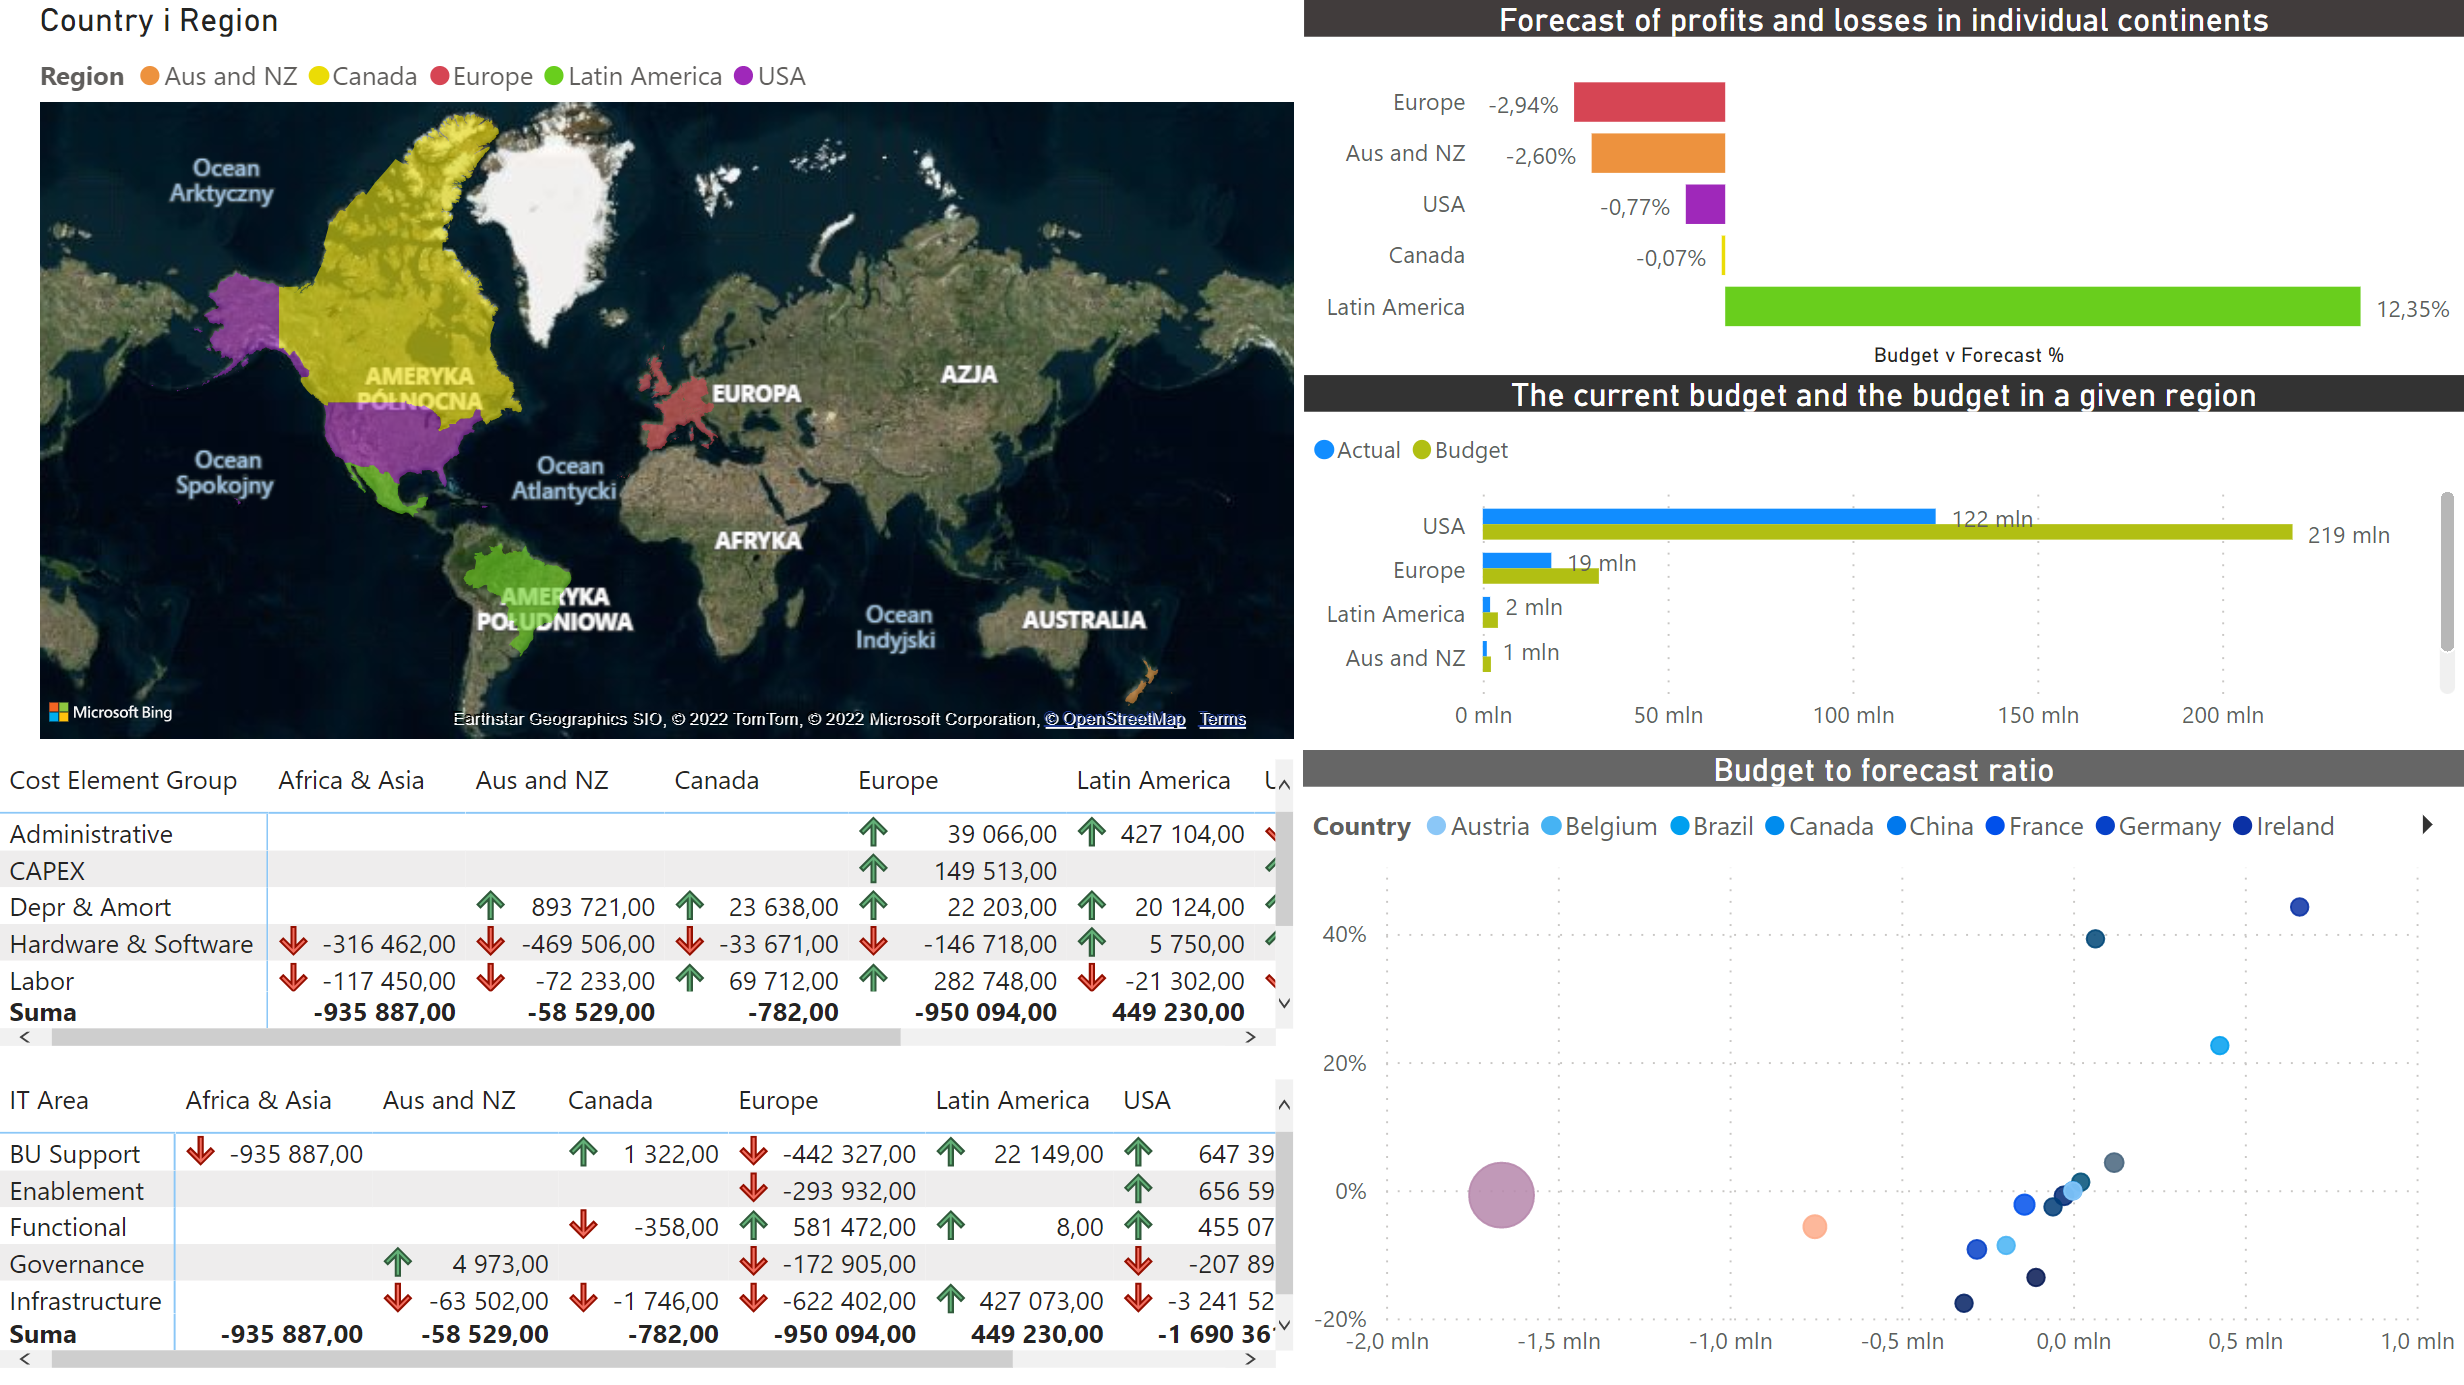 Country i Region
Region Aus and NZ Canada Europe Latin America USA
Ocean
Arktyczny
AMERYKA
PÓŁNOCNA
EUROPA
AZJA
Ocean
Spokojny
Ocean
Atlantycki
AFRYKA
AMERYKA
POŁUDNIOWA
Ocean
Indyjski
AUSTRALIA
Microsoft Bing
Earthstar Geographics SIO, © 2022 TomTom, © 2022 Microsoft Corporation, © OpenStreetMap Terms
Forecast of profits and losses in individual continents
Europe -2,94%
Aus and NZ -2,60%
USA -0,77%
Canada -0,07%
Latin America 12,35%
Budget v Forecast %
The current budget and the budget in a given region
Actual Budget
USA 122 mln
219 mln
Europe 19 mln
Latin America 2 mln
Aus and NZ 1 mln
0 mln 50 mln 100 mln 150 mln 200 mln
Cost Element Group Africa & Asia Aus and NZ Canada Europe Latin America
Administrative 39 066,00 427 104,00
CAPEX 149 513,00
Depr & Amort 893 721,00 23 638,00 22 203,00 20 124,00
Hardware & Software -316 462,00 -469 506,00 -33 671,00 -146 718,00 5 750,00
Labor -117 450,00 -72 233,00 69 712,00 282 748,00 -21 302,00
Suma -935 887,00 -58 529,00 -782,00 -950 094,00 449 230,00
IT Area Africa & Asia Aus and NZ Canada Europe Latin America USA
BU Support -935 887,00 1 322,00 -442 327,00 22 149,00 647 39
Enablement -293 932,00 656 59
Functional -358,00 581 472,00 8,00 455 07
Governance 4 973,00 -172 905,00 -207 89
Infrastructure -63 502,00 -1 746,00 -622 402,00 427 073,00 -3 241 52
Suma -935 887,00 -58 529,00 -782,00 -950 094,00 449 230,00 -1 690 36
Budget to forecast ratio
Country Austria Belgium Brazil Canada China France Germany Ireland
40%
20%
0%
-20%
-2,0 mln -1,5 mln -1,0 mln -0,5 mln 0,0 mln 0,5 mln 1,0 mln